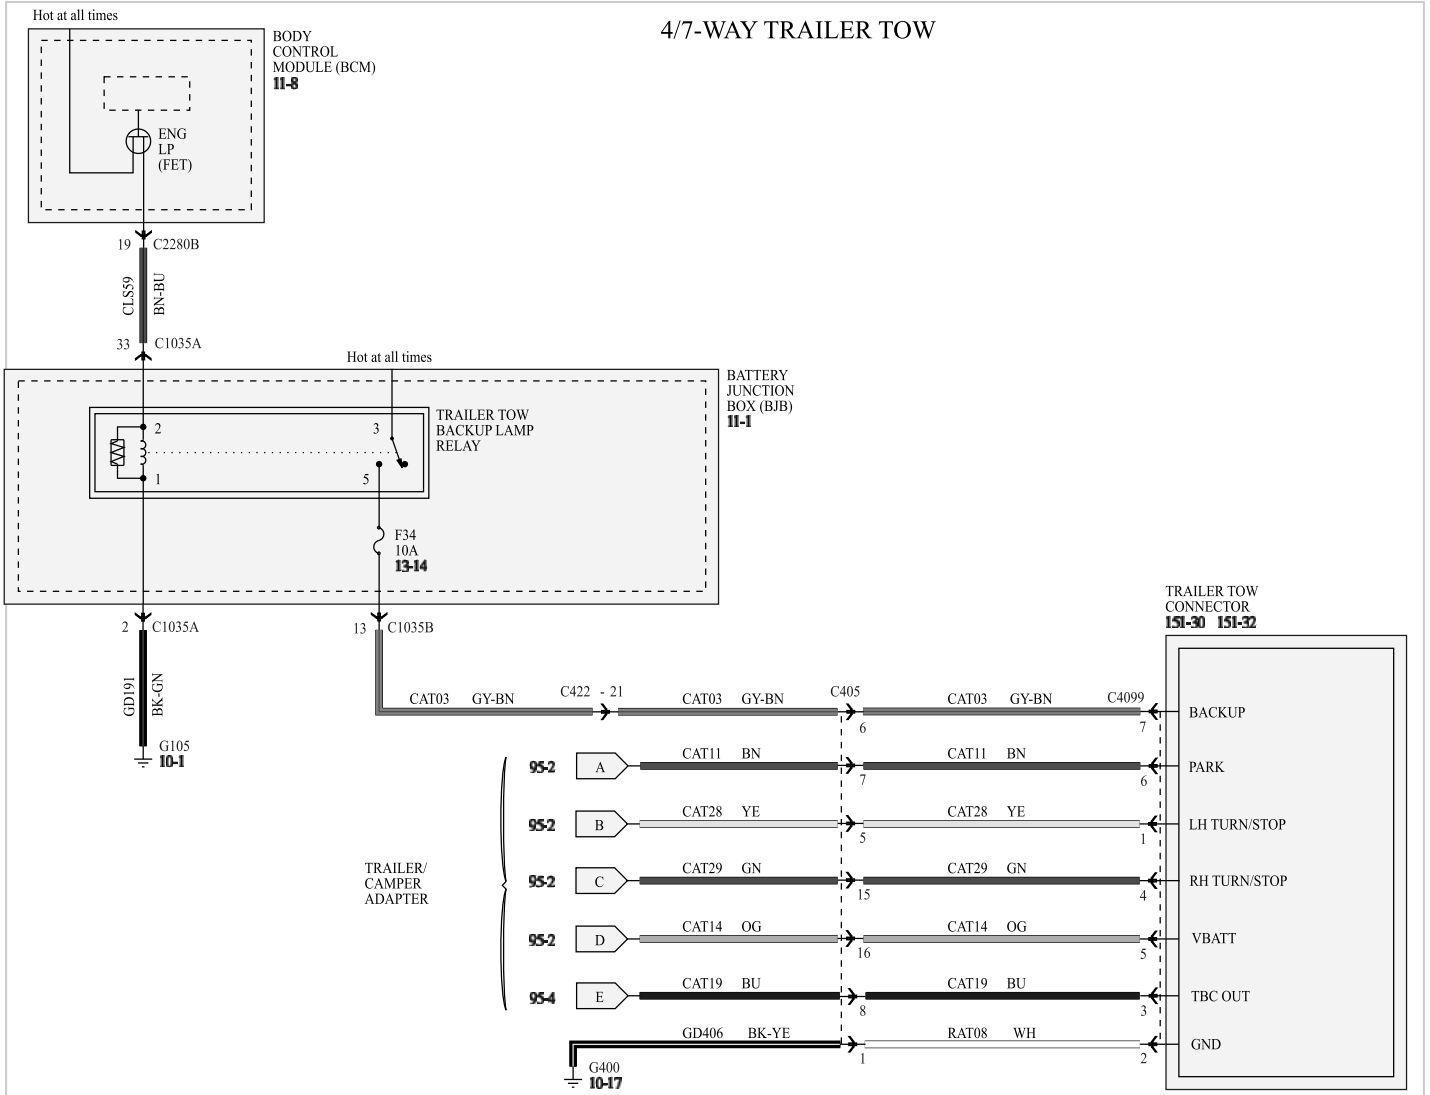 Hot at all times
4/7-WAY TRAILER TOW
BODY
CONTROL
MODULE (BCM)
11-8
ENG
LP
(FET)
19 C2280B
CLS59
BN-BU
33 C1035A
Hot at all times
BATTERY
JUNCTION
BOX (BJB)
11-1
TRAILER TOW
BACKUP LAMP
RELAY
2
3
1
5
F34
10A
13-14
2 C1035A
13 C1035B
GD191
BK-GN
G105
10-1
TRAILER TOW
CONNECTOR
151-30 151-32
CAT03 GY-BN C422 - 21 CAT03 GY-BN C405 CAT03 GY-BN C4099
6 7 BACKUP
95-2 A CAT11 BN CAT11 BN
7 6 PARK
95-2 B CAT28 YE CAT28 YE
5 1 LH TURN/STOP
TRAILER/
CAMPER
ADAPTER
95-2 C CAT29 GN CAT29 GN
15 4 RH TURN/STOP
95-2 D CAT14 OG CAT14 OG
16 5 VBATT
95-4 E CAT19 BU CAT19 BU
8 3 TBC OUT
GD406 BK-YE RAT08 WH
1 2 GND
G400
10-17